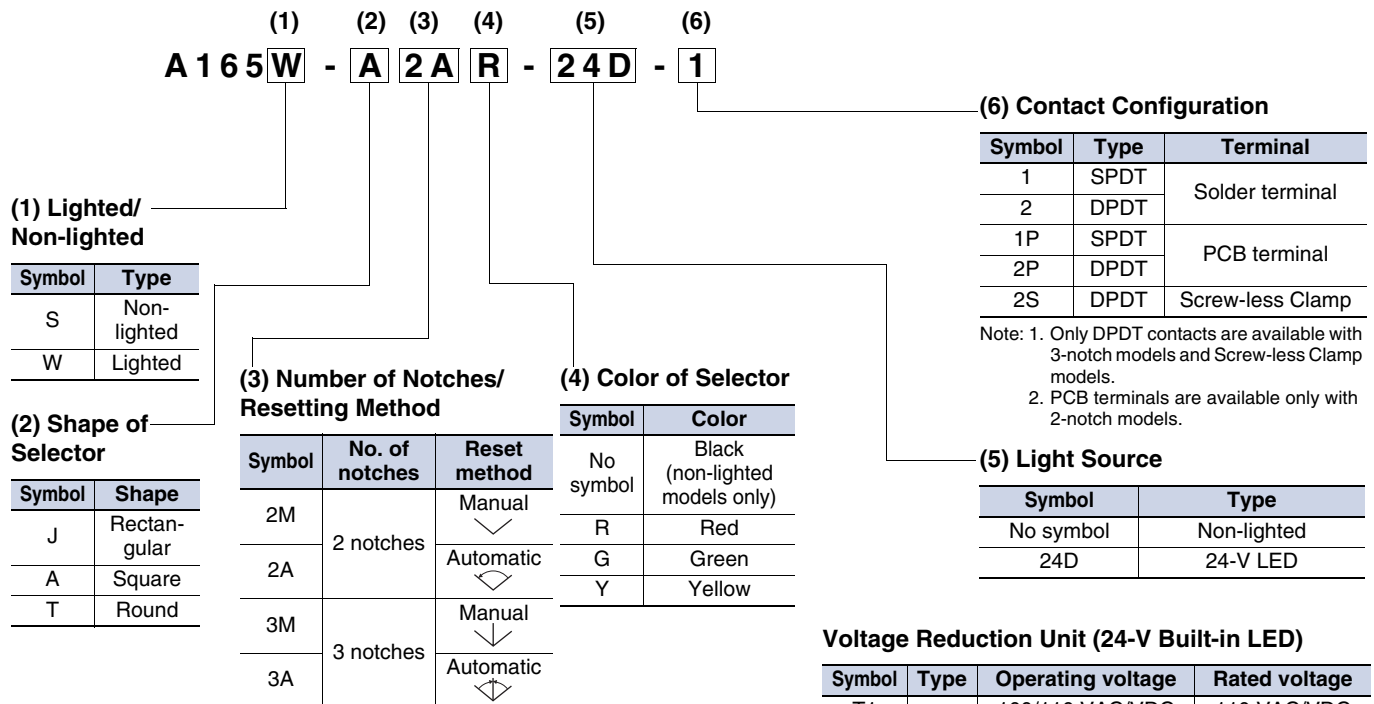 (1) (2) (3) (4) (5) (6)
A165W - A 2A R - 24D - 1
(1) Lighted/
Non-lighted
Symbol Type
S Non-
lighted
W Lighted
(2) Shape of
Selector
Symbol Shape
J Rectan-
gular
A Square
T Round
(3) Number of Notches/
Resetting Method
Symbol No. of
notches Reset
method
2M 2 notches Manual
2A Automatic
3M 3 notches Manual
3A Automatic
(4) Color of Selector
Symbol Color
No
symbol Black
(non-lighted
models only)
R Red
G Green
Y Yellow
(6) Contact Configuration
Symbol Type Terminal
1 SPDT Solder terminal
2 DPDT
1P SPDT PCB terminal
2P DPDT
2S DPDT Screw-less Clamp
Note: 1. Only DPDT contacts are available with
3-notch models and Screw-less Clamp
models.
2. PCB terminals are available only with
2-notch models.
(5) Light Source
Symbol Type
No symbol Non-lighted
24D 24-V LED
Voltage Reduction Unit (24-V Built-in LED)
Symbol Type Operating voltage Rated voltage